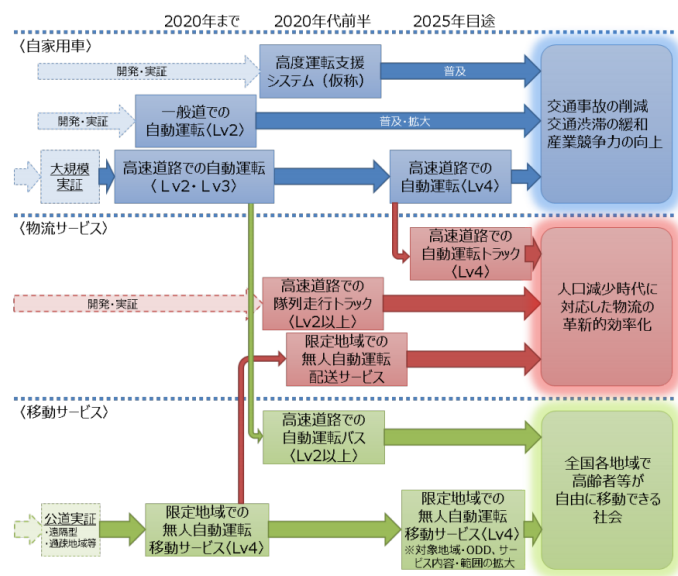 2020年まで
2020年代前半
2025年目途
〈自家用車〉
開発・実証
高度運転支援
システム（仮称）
普及
開発・実証
一般道での
自動運転〈Lv2〉
普及・拡大
大規模
実証
高速道路での自動運転
〈Lv2・Lv3〉
高速道路での
自動運転〈Lv4〉
交通事故の削減
交通渋滞の緩和
産業競争力の向上
〈物流サービス〉
高速道路での
自動運転トラック
〈Lv4〉
開発・実証
高速道路での
隊列走行トラック
〈Lv2以上〉
限定地域での
無人自動運転
配送サービス
人口減少時代に
対応した物流の
革新的効率化
〈移動サービス〉
高速道路での
自動運転バス
〈Lv2以上〉
公道実証
・遠隔型
・過疎地域等
限定地域での
無人自動運転
移動サービス〈Lv4〉
限定地域での
無人自動運転
移動サービス〈Lv4〉
※対象地域・ODD、サー
ビス内容・範囲の拡大
全国各地域で
高齢者等が
自由に移動できる
社会